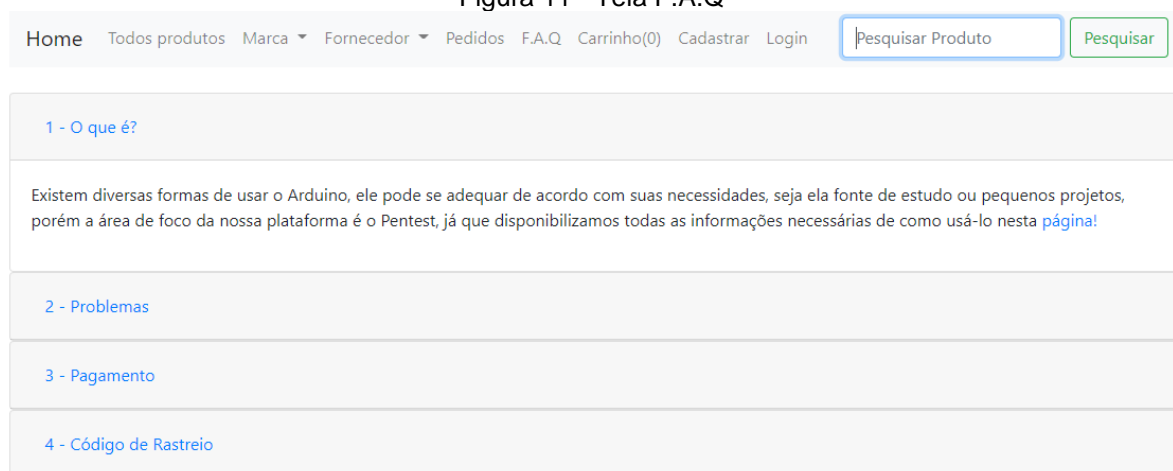 Figura 11 - Tela F.A.Q
Home Todos produtos Marca Fornecedor Pedidos F.A.Q Carrinho(0) Cadastrar Login Pesquisar Produto Pesquisar
1 - O que é?
Existem diversas formas de usar o Arduino, ele pode se adequar de acordo com suas necessidades, seja ela fonte de estudo ou pequenos projetos,
porém a área de foco da nossa plataforma é o Pentest, já que disponibilizamos todas as informações necessárias de como usá-lo nesta página!
2 - Problemas
3 - Pagamento
4 - Código de Rastreio